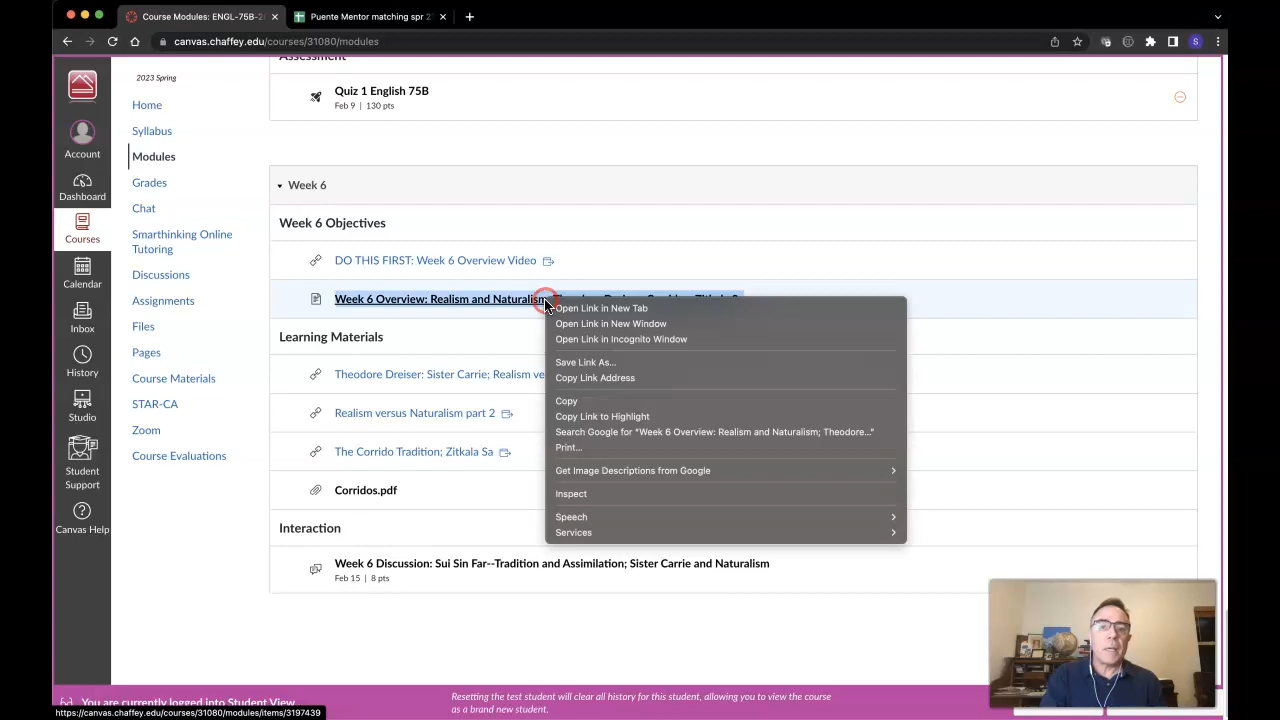 Course Modules: ENGL-75B-2
Puente Mentor matching spr 2
canvas.chaffey.edu/courses/31080/modules
S
Account
Dashboard
Courses
Calendar
Inbox
History
Studio
Student
Support
Canvas Help
2023 Spring
Home
Syllabus
Modules
Grades
Chat
Smarthinking Online
Tutoring
Discussions
Assignments
Files
Pages
Course Materials
STAR-CA
Zoom
Course Evaluations
Assessment
Quiz 1 English 75B
Feb 9 | 130 pts
Week 6
Week 6 Objectives
DO THIS FIRST: Week 6 Overview Video
Week 6 Overview: Realism and Naturalism
Learning Materials
Theodore Dreiser: Sister Carrie; Realism ve
Realism versus Naturalism part 2
The Corrido Tradition; Zitkala Sa
Corridos.pdf
Interaction
Week 6 Discussion: Sui Sin Far--Tradition and Assimilation; Sister Carrie and Naturalism
Feb 15 | 8 pts
Open Link in New Tab
Open Link in New Window
Open Link in Incognito Window
Save Link As...
Copy Link Address
Copy
Copy Link to Highlight
Search Google for "Week 6 Overview: Realism and Naturalism; Theodore..."
Print...
Get Image Descriptions from Google
Inspect
Speech
Services
You are currently logged into Student View
Resetting the test student will clear all history for this student, allowing you to view the course
as a brand new student.
https://canvas.chaffey.edu/courses/31080/modules/items/3197439